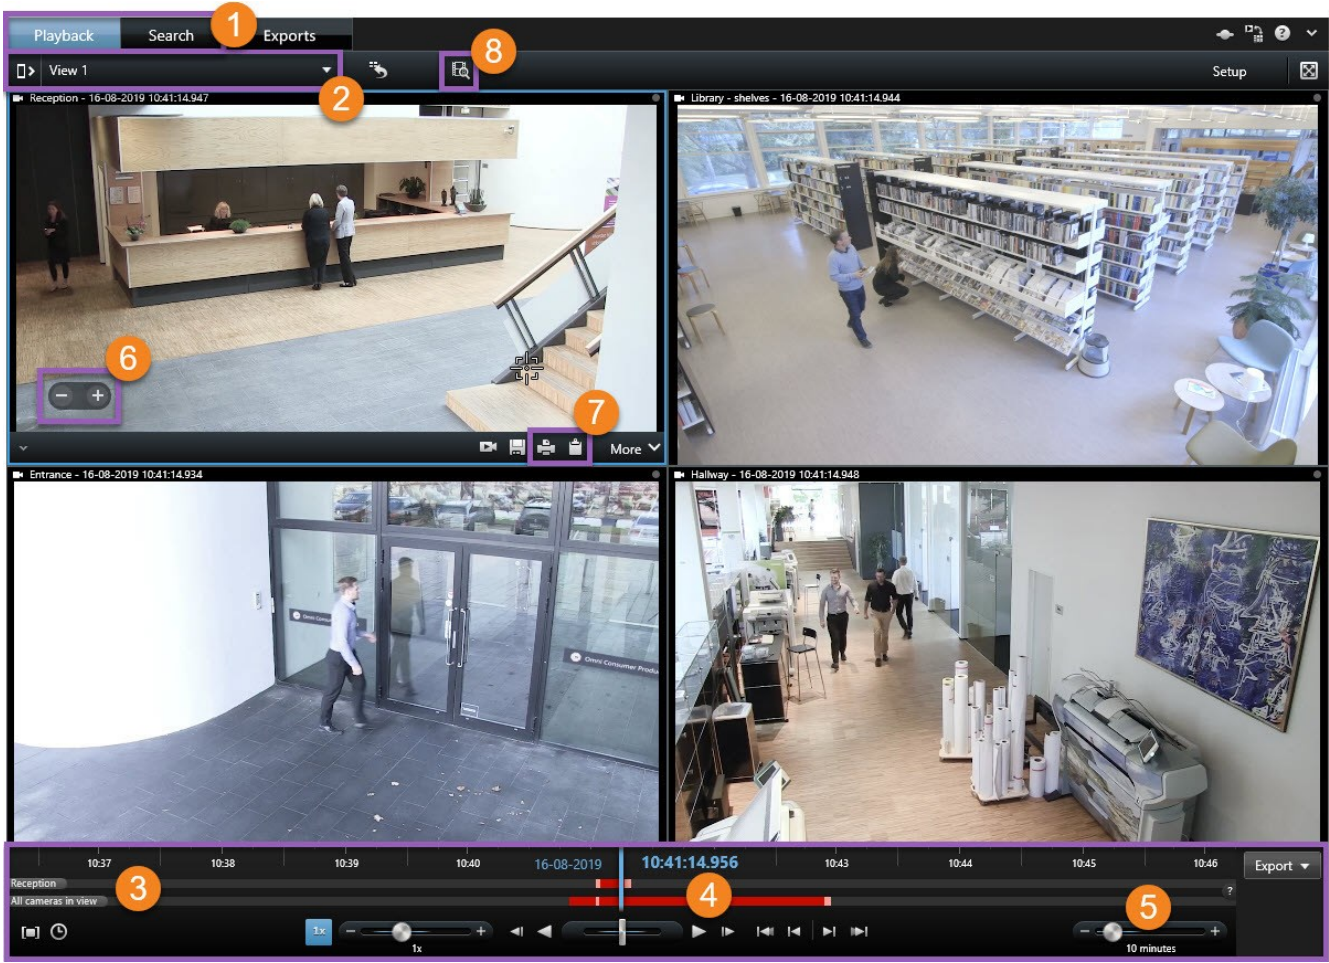 Playback Search 1 Exports
View 1 8 Setup
2
Reception - 16-08-2019 10:41:14.947
Library - shelves - 16-08-2019 10:41:14.944
6
7
More
Entrance - 16-08-2019 10:41:14.934
Hallway - 16-08-2019 10:41:14.948
Omni Consumer Produ
10:37 10:38 10:39 10:40 16-08-2019 10:41:14.956 10:43 10:44 10:45 10:46 Export
Reception
3 4 ?
All cameras in view
5
1x
1x 10 minutes